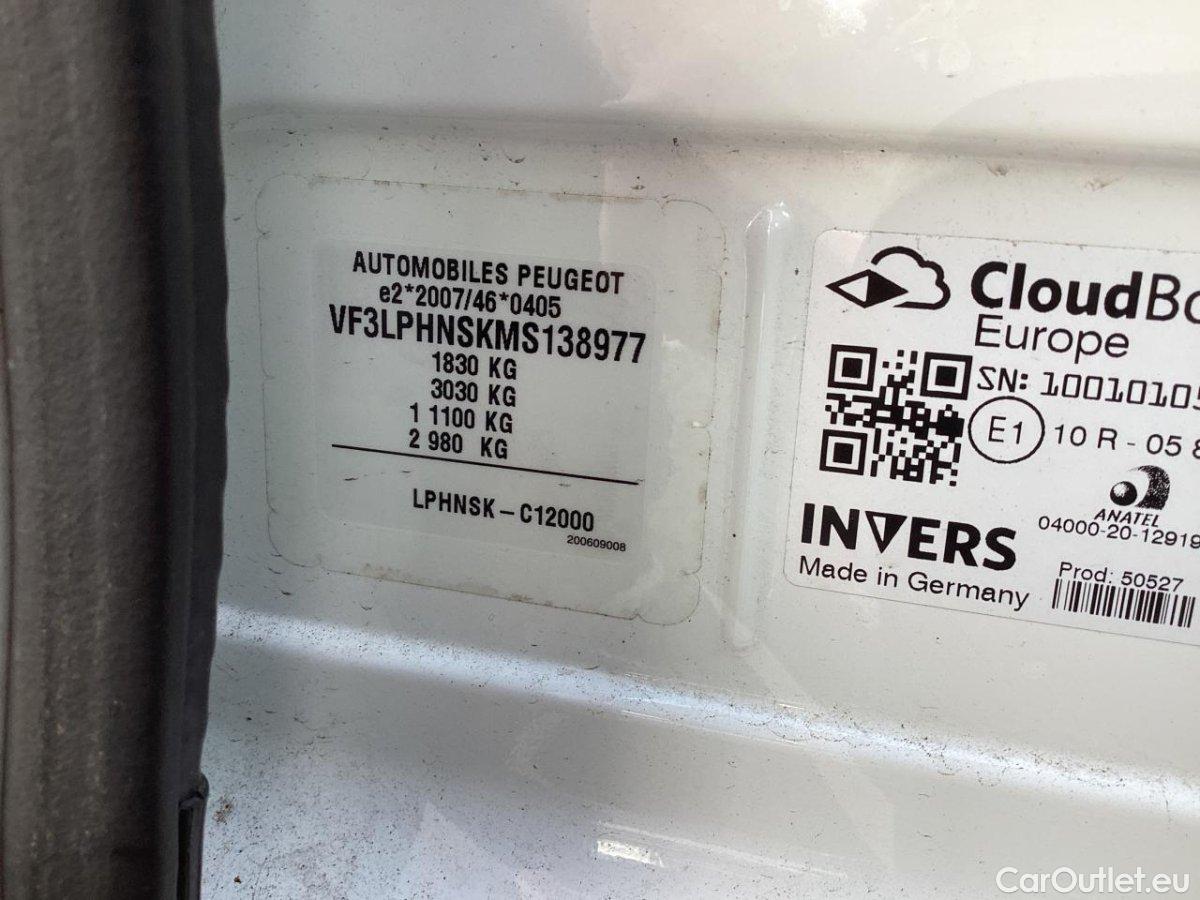 AUTOMOBILES PEUGEOT
e2*2007/46*0405
VF3LPHNSKMS138977
1830 KG
3030 KG
1 1100 KG
2 980 KG
LPHNSK – C12000
200609008
CloudBo
Europe
SN: 10010105
E1 10 R - 05 8
ANATEL
04000-20-12919
INVERS
Made in Germany
Prod: 50527
CarOutlet.eu